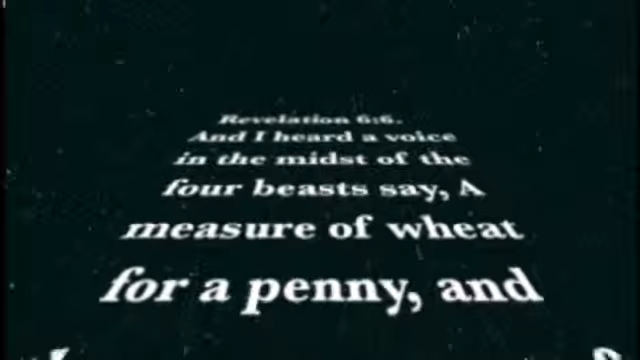 Revelation 6:6.
And I heard a voice
in the midst of the
four beasts say, A
measure of wheat
for a penny, and